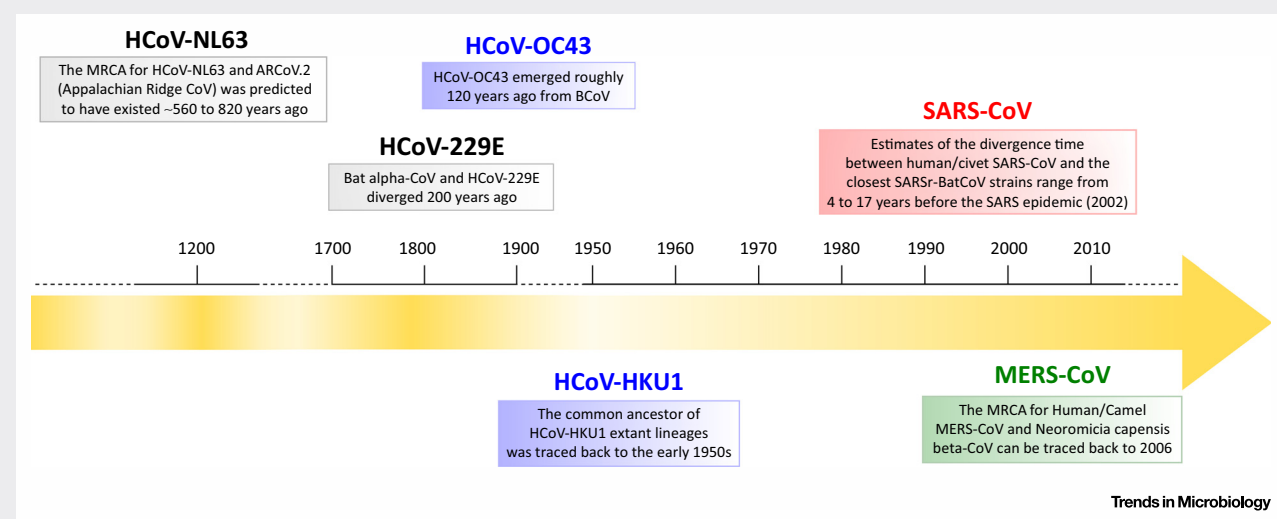 HCoV-NL63
The MRCA for HCoV-NL63 and ARCoV.2
(Appalachian Ridge CoV) was predicted
to have existed ~560 to 820 years ago
HCoV-OC43
HCoV-OC43 emerged roughly
120 years ago from BCoV
HCoV-229E
Bat alpha-CoV and HCoV-229E
diverged 200 years ago
SARS-CoV
Estimates of the divergence time
between human/civet SARS-CoV and the
closest SARSr-BatCoV strains range from
4 to 17 years before the SARS epidemic (2002)
1200 1700 1800 1900 1950 1960 1970 1980 1990 2000 2010
HCoV-HKU1
The common ancestor of
HCoV-HKU1 extant lineages
was traced back to the early 1950s
MERS-CoV
The MRCA for Human/Camel
MERS-CoV and Neoromicia capensis
beta-CoV can be traced back to 2006
Trends in Microbiology